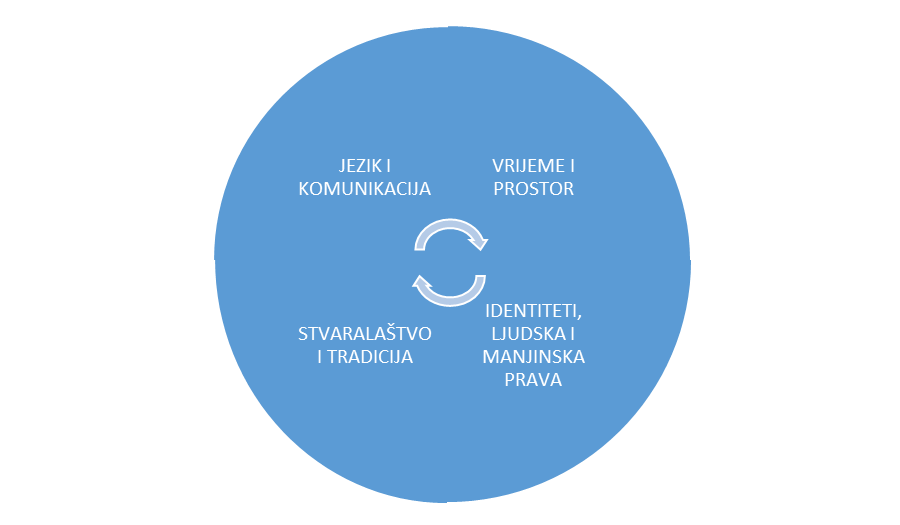 JEZIK I
KOMUNIKACIJA
VRIJEME I
PROSTOR
STVARALAŠTVO
I TRADICIJA
IDENTITETI,
LJUDSKA I
MANJINSKA
PRAVA